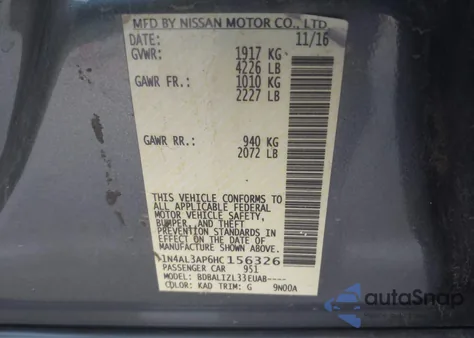 MFD BY NISSAN MOTOR CO., LTD
DATE: 11/16
GVWR: 1917 KG
4226 LB
GAWR FR.: 1010 KG
2227 LB
GAWR RR.: 940 KG
2072 LB
THIS VEHICLE CONFORMS TO
ALL APPLICABLE FEDERAL
MOTOR VEHICLE SAFETY,
BUMPER, AND THEFT
PREVENTION STANDARDS IN
EFFECT ON THE DATE OF
MANUFACTURE SHOWN ABOVE.
1N4AL3AP6HC156326
PASSENGER CAR 951
MODEL: BDBALIZL33EUAB----
COLOR: KAD TRIM: G 9N00A
autoSnap